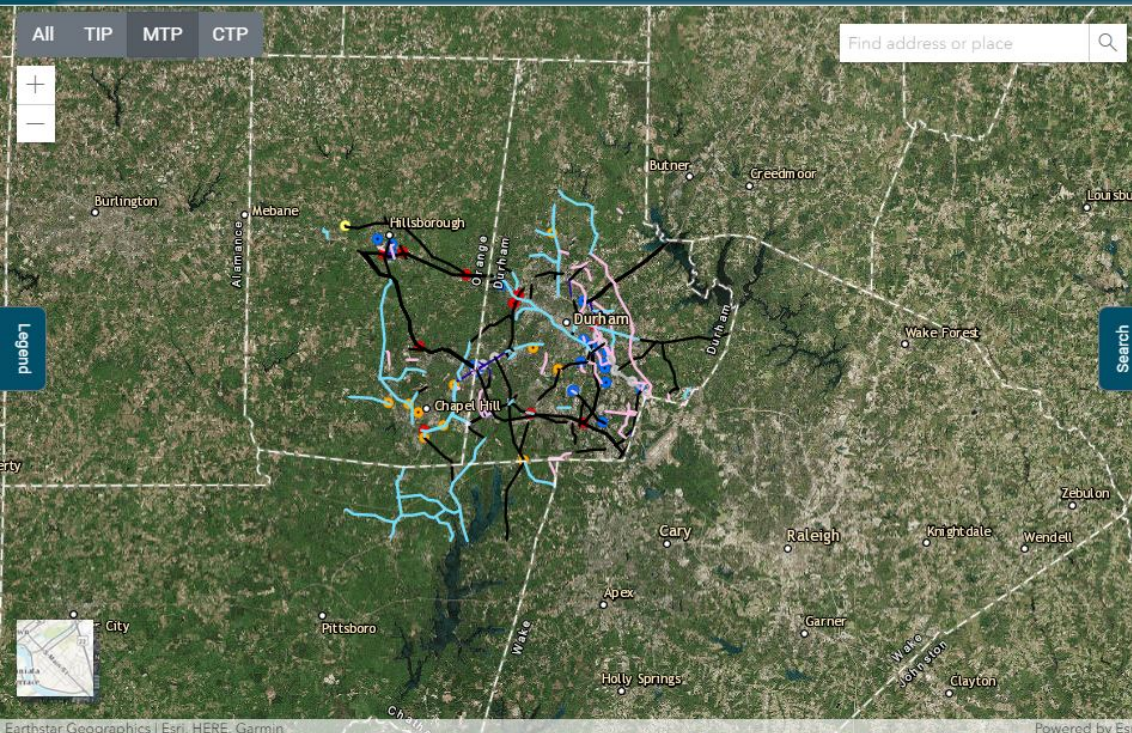 All TIP MTP CTP
Find address or place
Butner
Creedmoor
Burlington
Mebane
Louisbu
Hillsborough
Alamance
Orange
Durham
Durham
Durham
Wake Forest
Legend
Search
Chapel Hill
erty
Zebulon
Cary
Raleigh
Knightdale
Wendell
Apex
City
Pittsboro
Garner
Wake
Wake
Johnston
Holly Springs
Clayton
Chath
Earthstar Geographics | Esri, HERE, Garmin
Powered by Esri